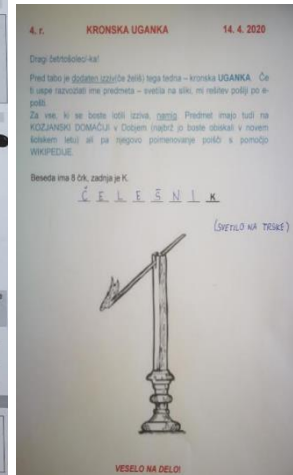 4. r. KRONSKA UGANKA 14. 4. 2020
Dragi četrtošolec/-ka!
Pred tabo je dodaten izziv(če želiš) tega tedna – kronska UGANKA. Če
ti uspe razvozlati ime predmeta – svetila na sliki, mi rešitev pošlji po e-
pošti.
Za vse, ki se boste lotili izziva, namig: Predmet imajo tudi na
KOZJANSKI DOMAČIJI v Dobjem (najbrž jo boste obiskali v novem
šolskem letu) ali pa njegovo poimenovanje poišči s pomočjo
WIKIPEDIJE.
Beseda ima 8 črk, zadnja je K.
Č E L E Š N I K
(SVETILO NA TRSKE)
VESELO NA DELO!